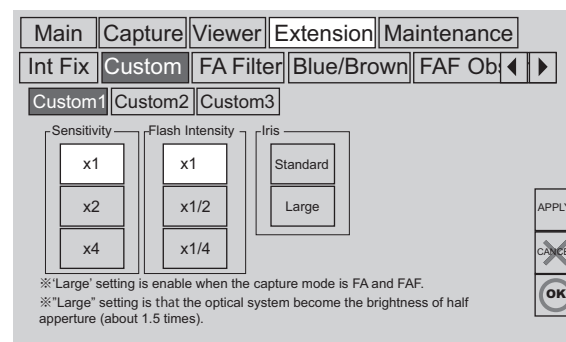 Main Capture Viewer Extension Maintenance
Int Fix Custom FA Filter Blue/Brown FAF Obs
Custom1 Custom2 Custom3
Sensitivity Flash Intensity Iris
x1 x1 Standard
x2 x1/2 Large
x4 x1/4
APPLY
CANCEL
OK
※'Large' setting is enable when the capture mode is FA and FAF.
※"Large" setting is that the optical system become the brightness of half
apperture (about 1.5 times).